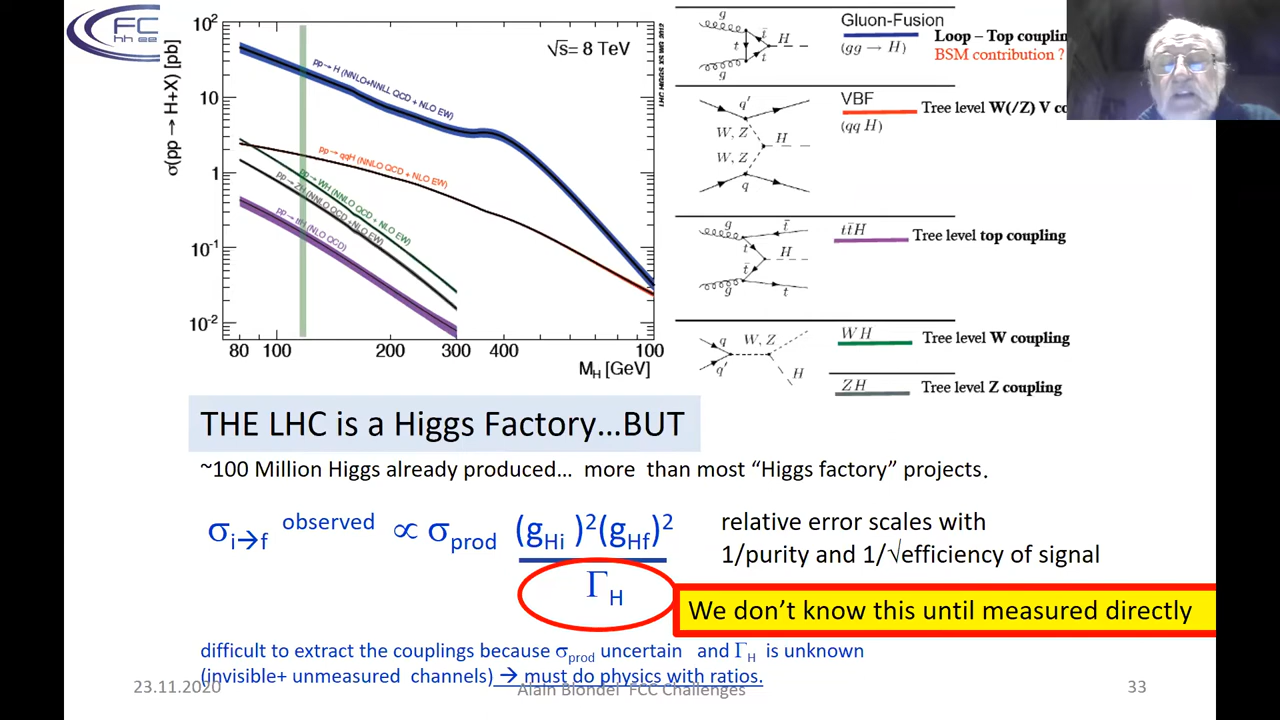 FC
hh ee
σ(pp → H+X) [pb]
10²
10
1
10⁻¹
10⁻²
√s= 8 TeV
pp → H (NNLO+NNLL QCD + NLO EW)
pp → qqH (NNLO QCD + NLO EW)
pp → WH (NNLO QCD + NLO EW)
pp → ZH (NNLO QCD + NLO EW)
pp → ttH (NLO QCD)
80 100 200 300 400 100
M_H [GeV]
g t t̄ H g t
Gluon-Fusion
(gg → H)
Loop – Top couplin
BSM contribution ?
q′ W, Z H W, Z q
VBF
(qq H)
Tree level W(/Z) V co
g t̄ t H t̄ g t
tt̄H
Tree level top coupling
q W, Z q′ H
W H
Tree level W coupling
Z H
Tree level Z coupling
THE LHC is a Higgs Factory…BUT
~100 Million Higgs already produced… more than most “Higgs factory” projects.
σ_i→f observed ∝ σ_prod (g_Hi )²(g_Hf)²
Γ_H
relative error scales with
1/purity and 1/√efficiency of signal
We don’t know this until measured directly
difficult to extract the couplings because σ_prod uncertain and Γ_H is unknown
(invisible+ unmeasured channels) → must do physics with ratios.
23.11.2020
Alain Blondel FCC Challenges
33